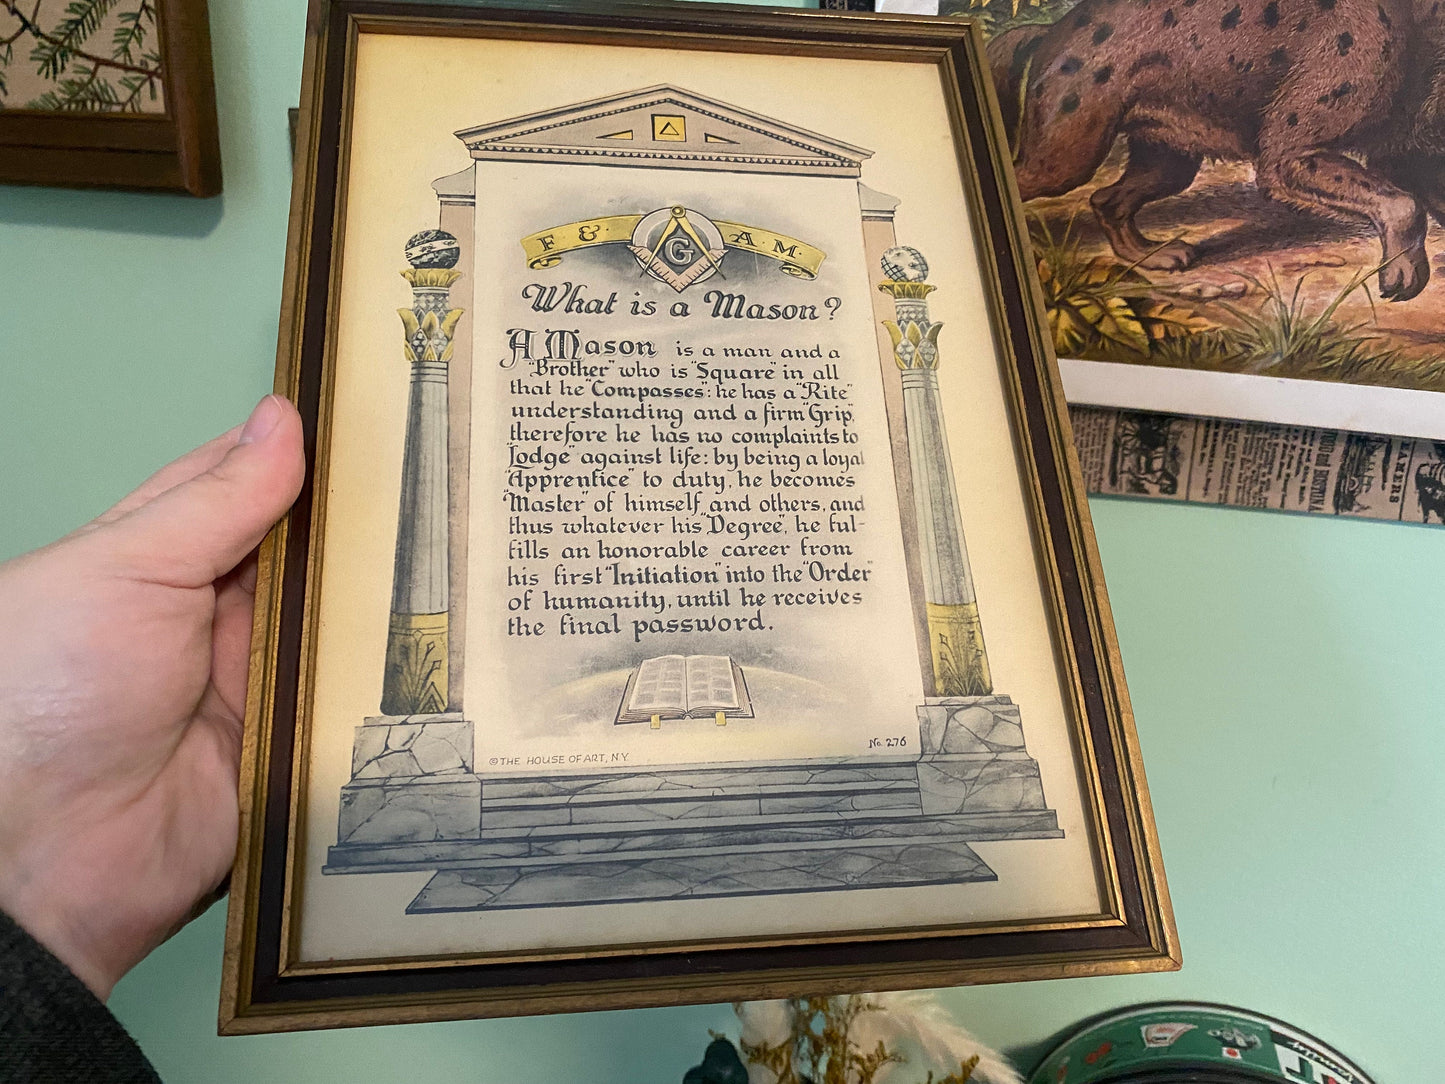 F. & A. M.
G
What is a Mason?
A Mason is a man and a
"Brother" who is "Square" in all
that he "Compasses": he has a "Rite"
understanding and a firm "Grip",
therefore he has no complaints to
"Lodge" against life: by being a loyal
"Apprentice" to duty, he becomes
"Master" of himself and others, and
thus whatever his "Degree", he ful-
fills an honorable career from
his first "Initiation" into the "Order"
of humanity, until he receives
the final password.
© THE HOUSE OF ART, N.Y.
No. 276